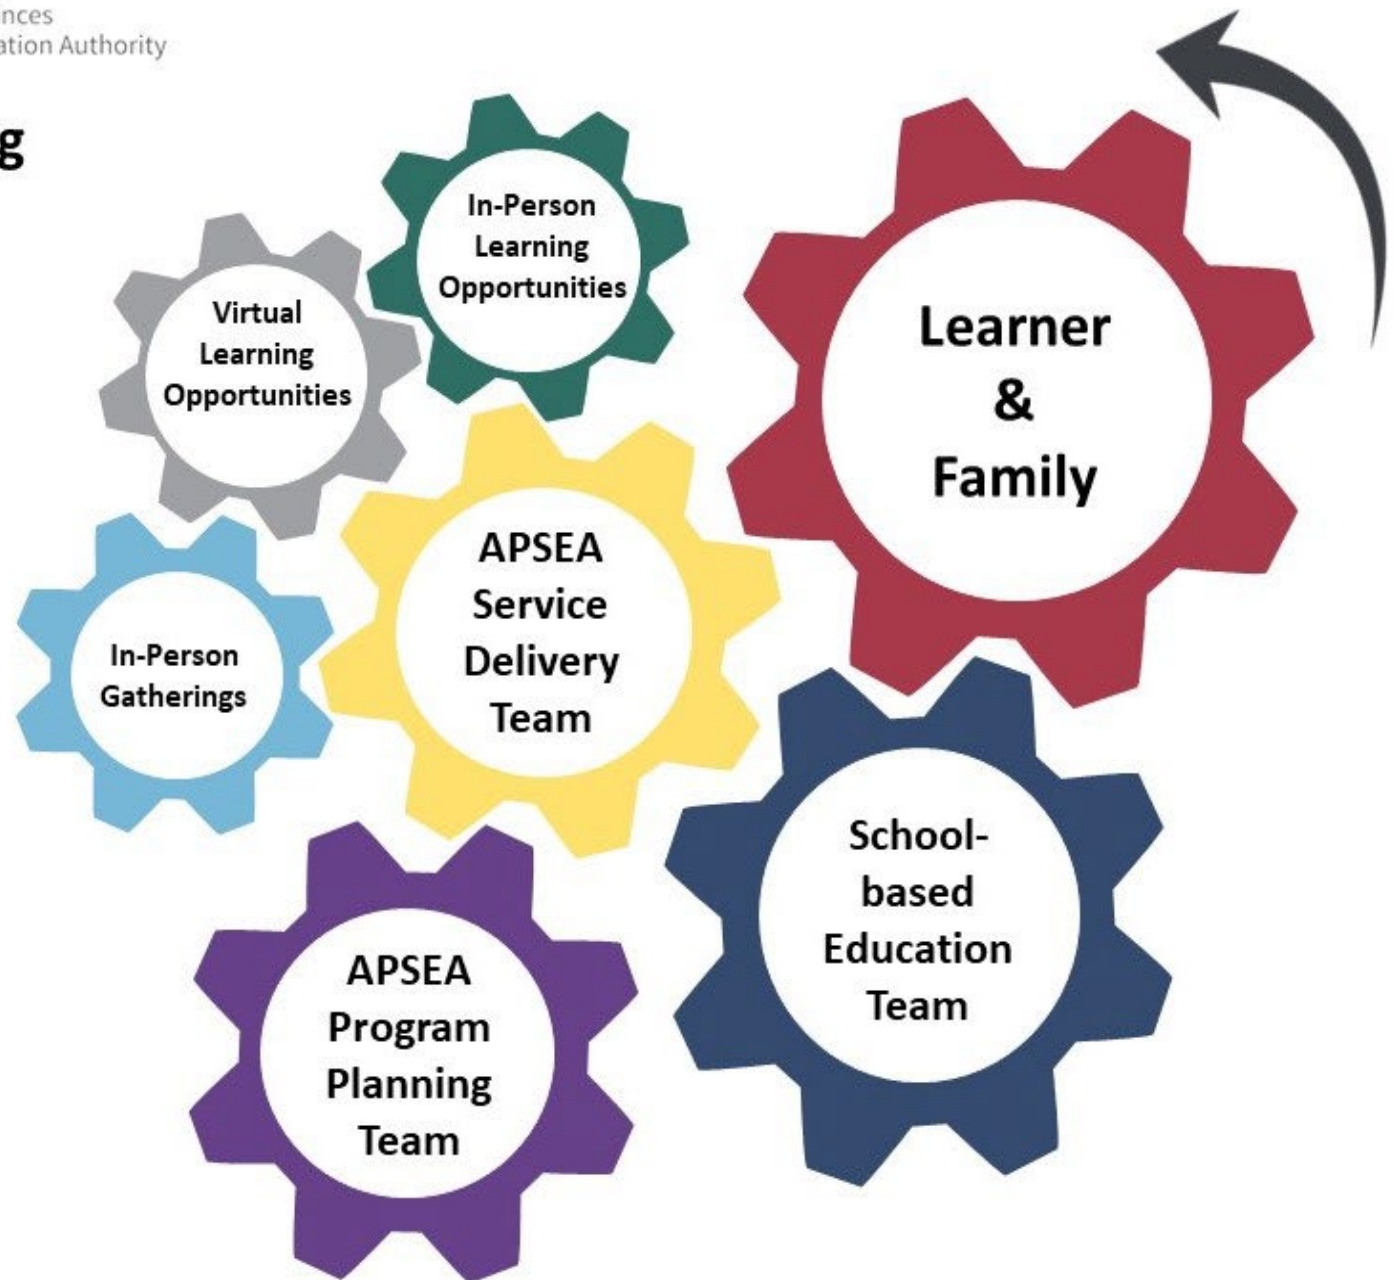 nces
ation Authority
g
In-Person
Learning
Opportunities
Virtual
Learning
Opportunities
Learner
&
Family
APSEA
Service
Delivery
Team
In-Person
Gatherings
School-
based
Education
Team
APSEA
Program
Planning
Team